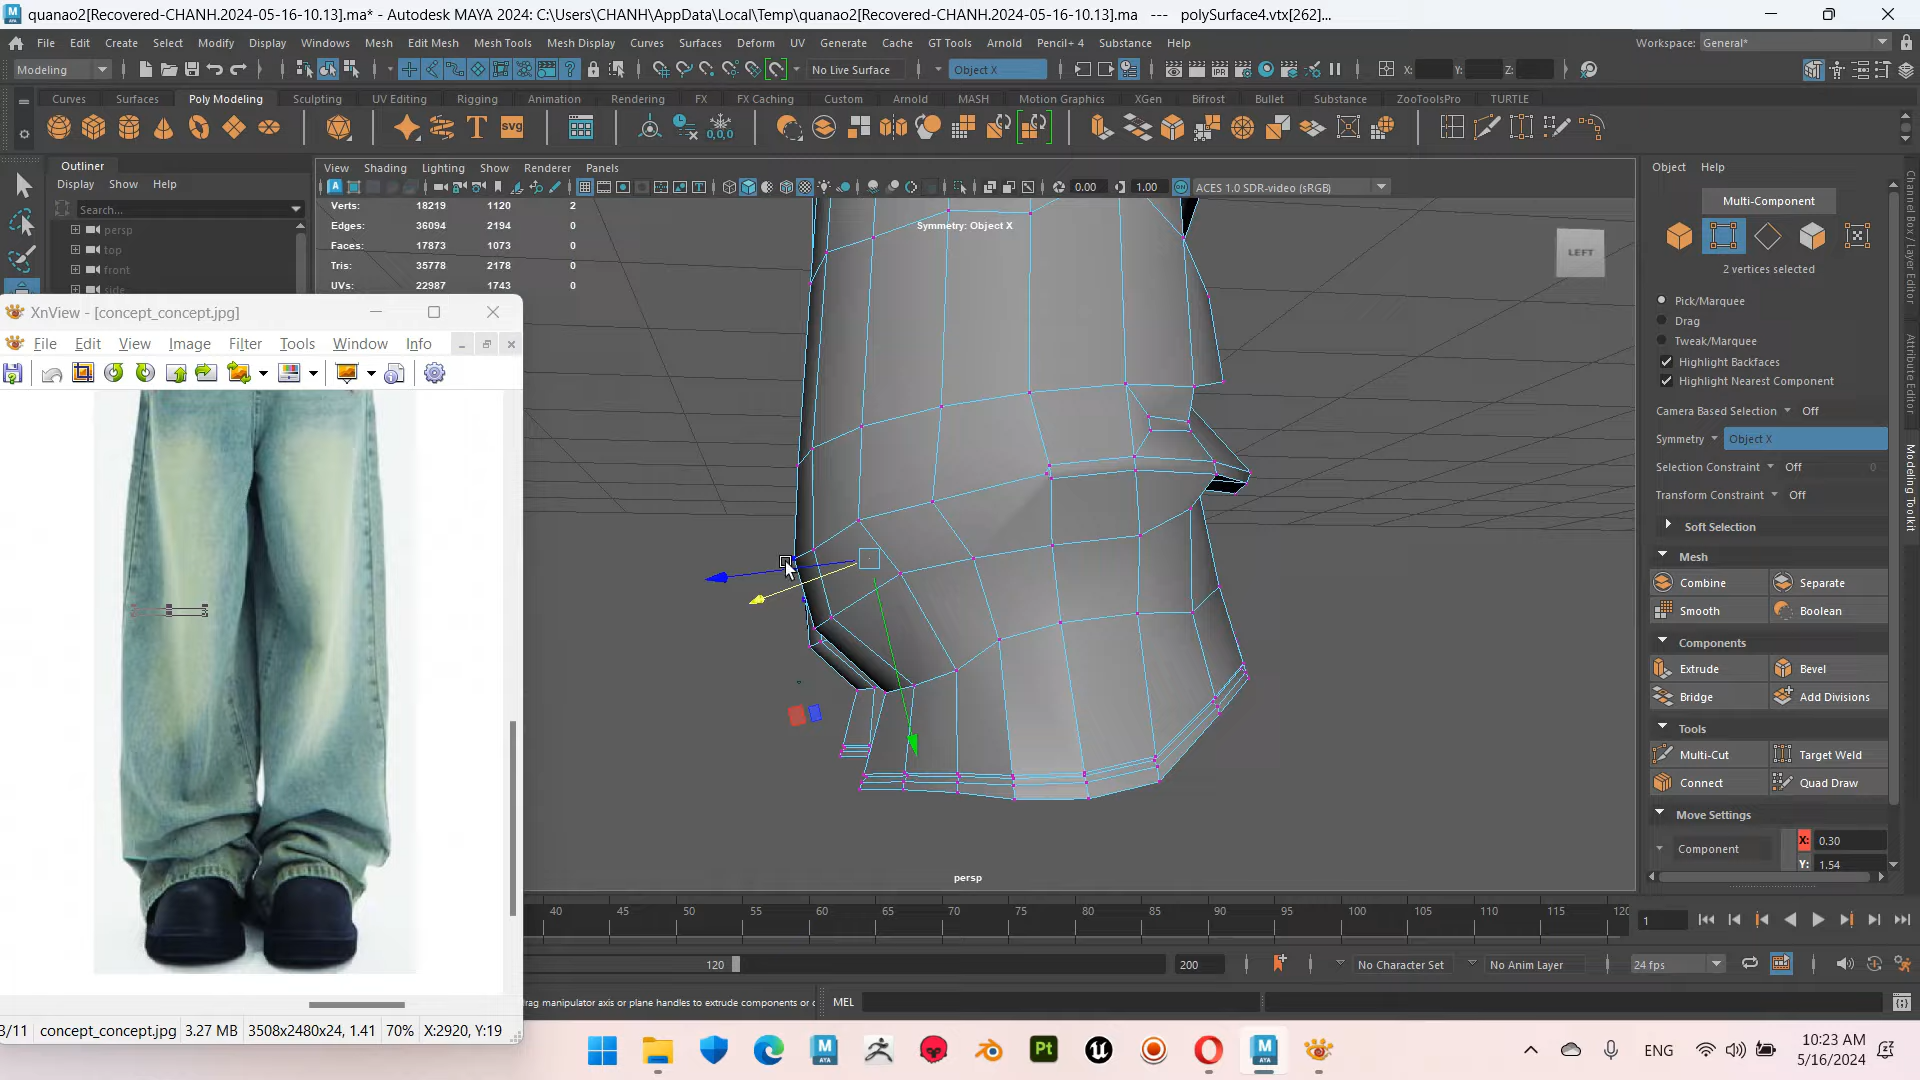 quanao2[Recovered-CHANH.2024-05-16-10.13].ma* - Autodesk MAYA 2024: C:\Users\CHANH\AppData\Local\Temp\quanao2[Recovered-CHANH.2024-05-16-10.13].ma --- polySurface4.vtx[262]...
File Edit Create Select Modify Display Windows Mesh Edit Mesh Mesh Tools Mesh Display Curves Surfaces Deform UV Generate Cache GT Tools Arnold Pencil+ 4 Substance Help Workspace: General*
Modeling No Live Surface Object X X: Y: Z:
Curves Surfaces Poly Modeling Sculpting UV Editing Rigging Animation Rendering FX FX Caching Custom Arnold MASH Motion Graphics XGen Bifrost Bullet Substance ZooToolsPro TURTLE
Outliner
Display Show Help
Search...
persp
top
front
side
View Shading Lighting Show Renderer Panels
0.00 1.00 ACES 1.0 SDR-video (sRGB)
Verts: 18219 1120 2
Edges: 36094 2194 0
Faces: 17873 1073 0
Tris: 35778 2178 0
UVs: 22987 1743 0
Symmetry: Object X
LEFT
persp
XnView - [concept_concept.jpg]
File Edit View Image Filter Tools Window Info
3/11 concept_concept.jpg 3.27 MB 3508x2480x24, 1.41 70% X:2920, Y:19
Object Help
Multi-Component
2 vertices selected
Pick/Marquee
Drag
Tweak/Marquee
Highlight Backfaces
Highlight Nearest Component
Camera Based Selection Off
Symmetry Object X
Selection Constraint Off 0
Transform Constraint Off
Soft Selection
Mesh
Combine Separate
Smooth Boolean
Components
Extrude Bevel
Bridge Add Divisions
Tools
Multi-Cut Target Weld
Connect Quad Draw
Move Settings
Component X: 0.30
Y: 1.54
Channel Box / Layer Editor
Attribute Editor
Modeling Toolkit
40 45 50 55 60 65 70 75 80 85 90 95 100 105 110 115 120
1
120 200 No Character Set No Anim Layer 24 fps
MEL
10:23 AM
ENG
5/16/2024